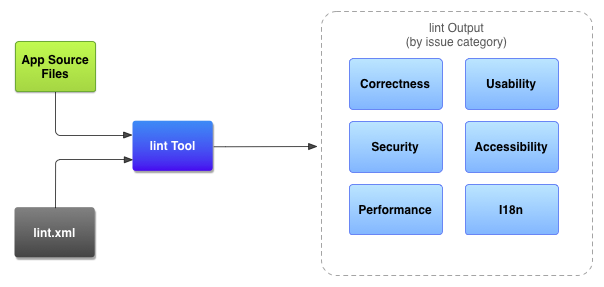 App Source
Files
lint Tool
lint.xml
lint Output
(by issue category)
Correctness
Usability
Security
Accessibility
Performance
I18n